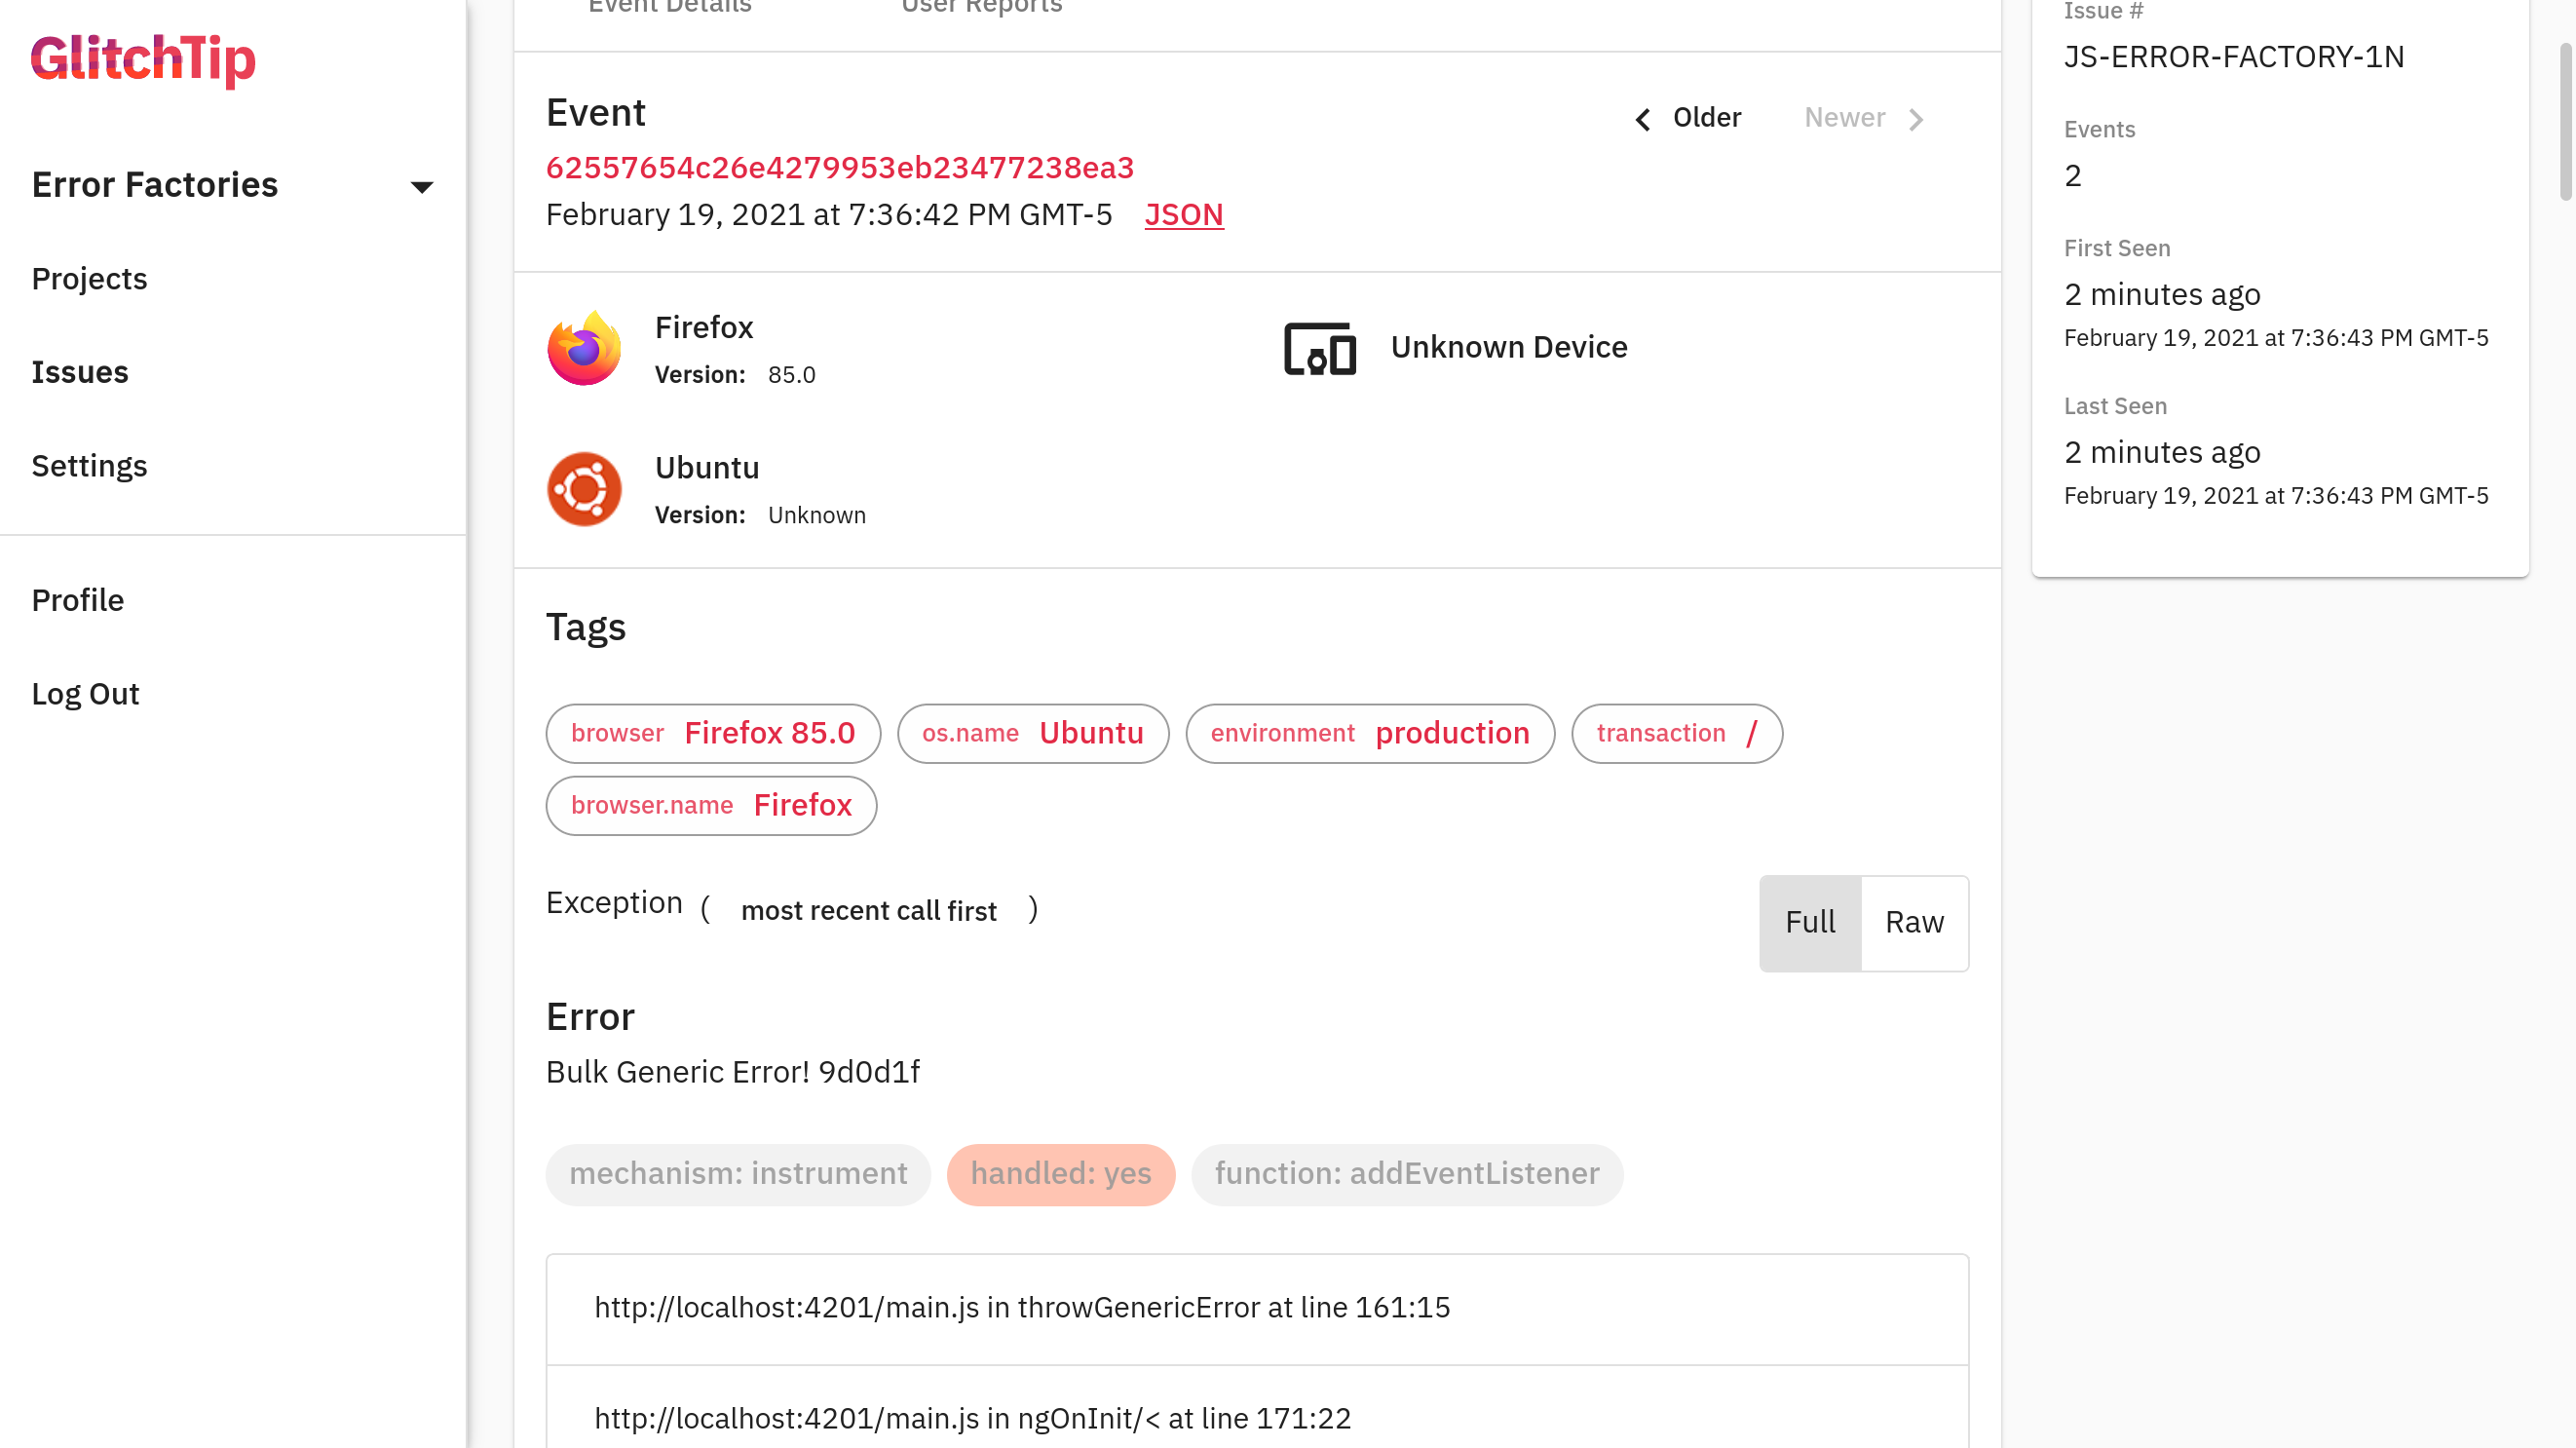 GlitchTip
Error Factories
Projects
Issues
Settings
Profile
Log Out
Event Details User Reports
Event
Older Newer
62557654c26e4279953eb23477238ea3
February 19, 2021 at 7:36:42 PM GMT-5 JSON
Firefox
Version: 85.0
Unknown Device
Ubuntu
Version: Unknown
Tags
browser Firefox 85.0 os.name Ubuntu environment production transaction /
browser.name Firefox
Exception ( most recent call first )
Full Raw
Error
Bulk Generic Error! 9d0d1f
mechanism: instrument handled: yes function: addEventListener
http://localhost:4201/main.js in throwGenericError at line 161:15
http://localhost:4201/main.js in ngOnInit/< at line 171:22
Issue #
JS-ERROR-FACTORY-1N
Events
2
First Seen
2 minutes ago
February 19, 2021 at 7:36:43 PM GMT-5
Last Seen
2 minutes ago
February 19, 2021 at 7:36:43 PM GMT-5